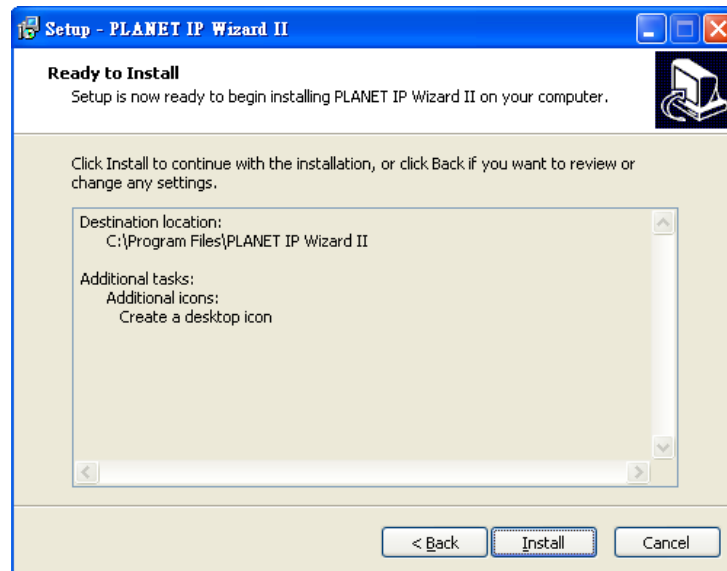 Setup - PLANET IP Wizard II
Ready to Install
Setup is now ready to begin installing PLANET IP Wizard II on your computer.
Click Install to continue with the installation, or click Back if you want to review or
change any settings.
Destination location:
C:\Program Files\PLANET IP Wizard II
Additional tasks:
Additional icons:
Create a desktop icon
< Back
Install
Cancel